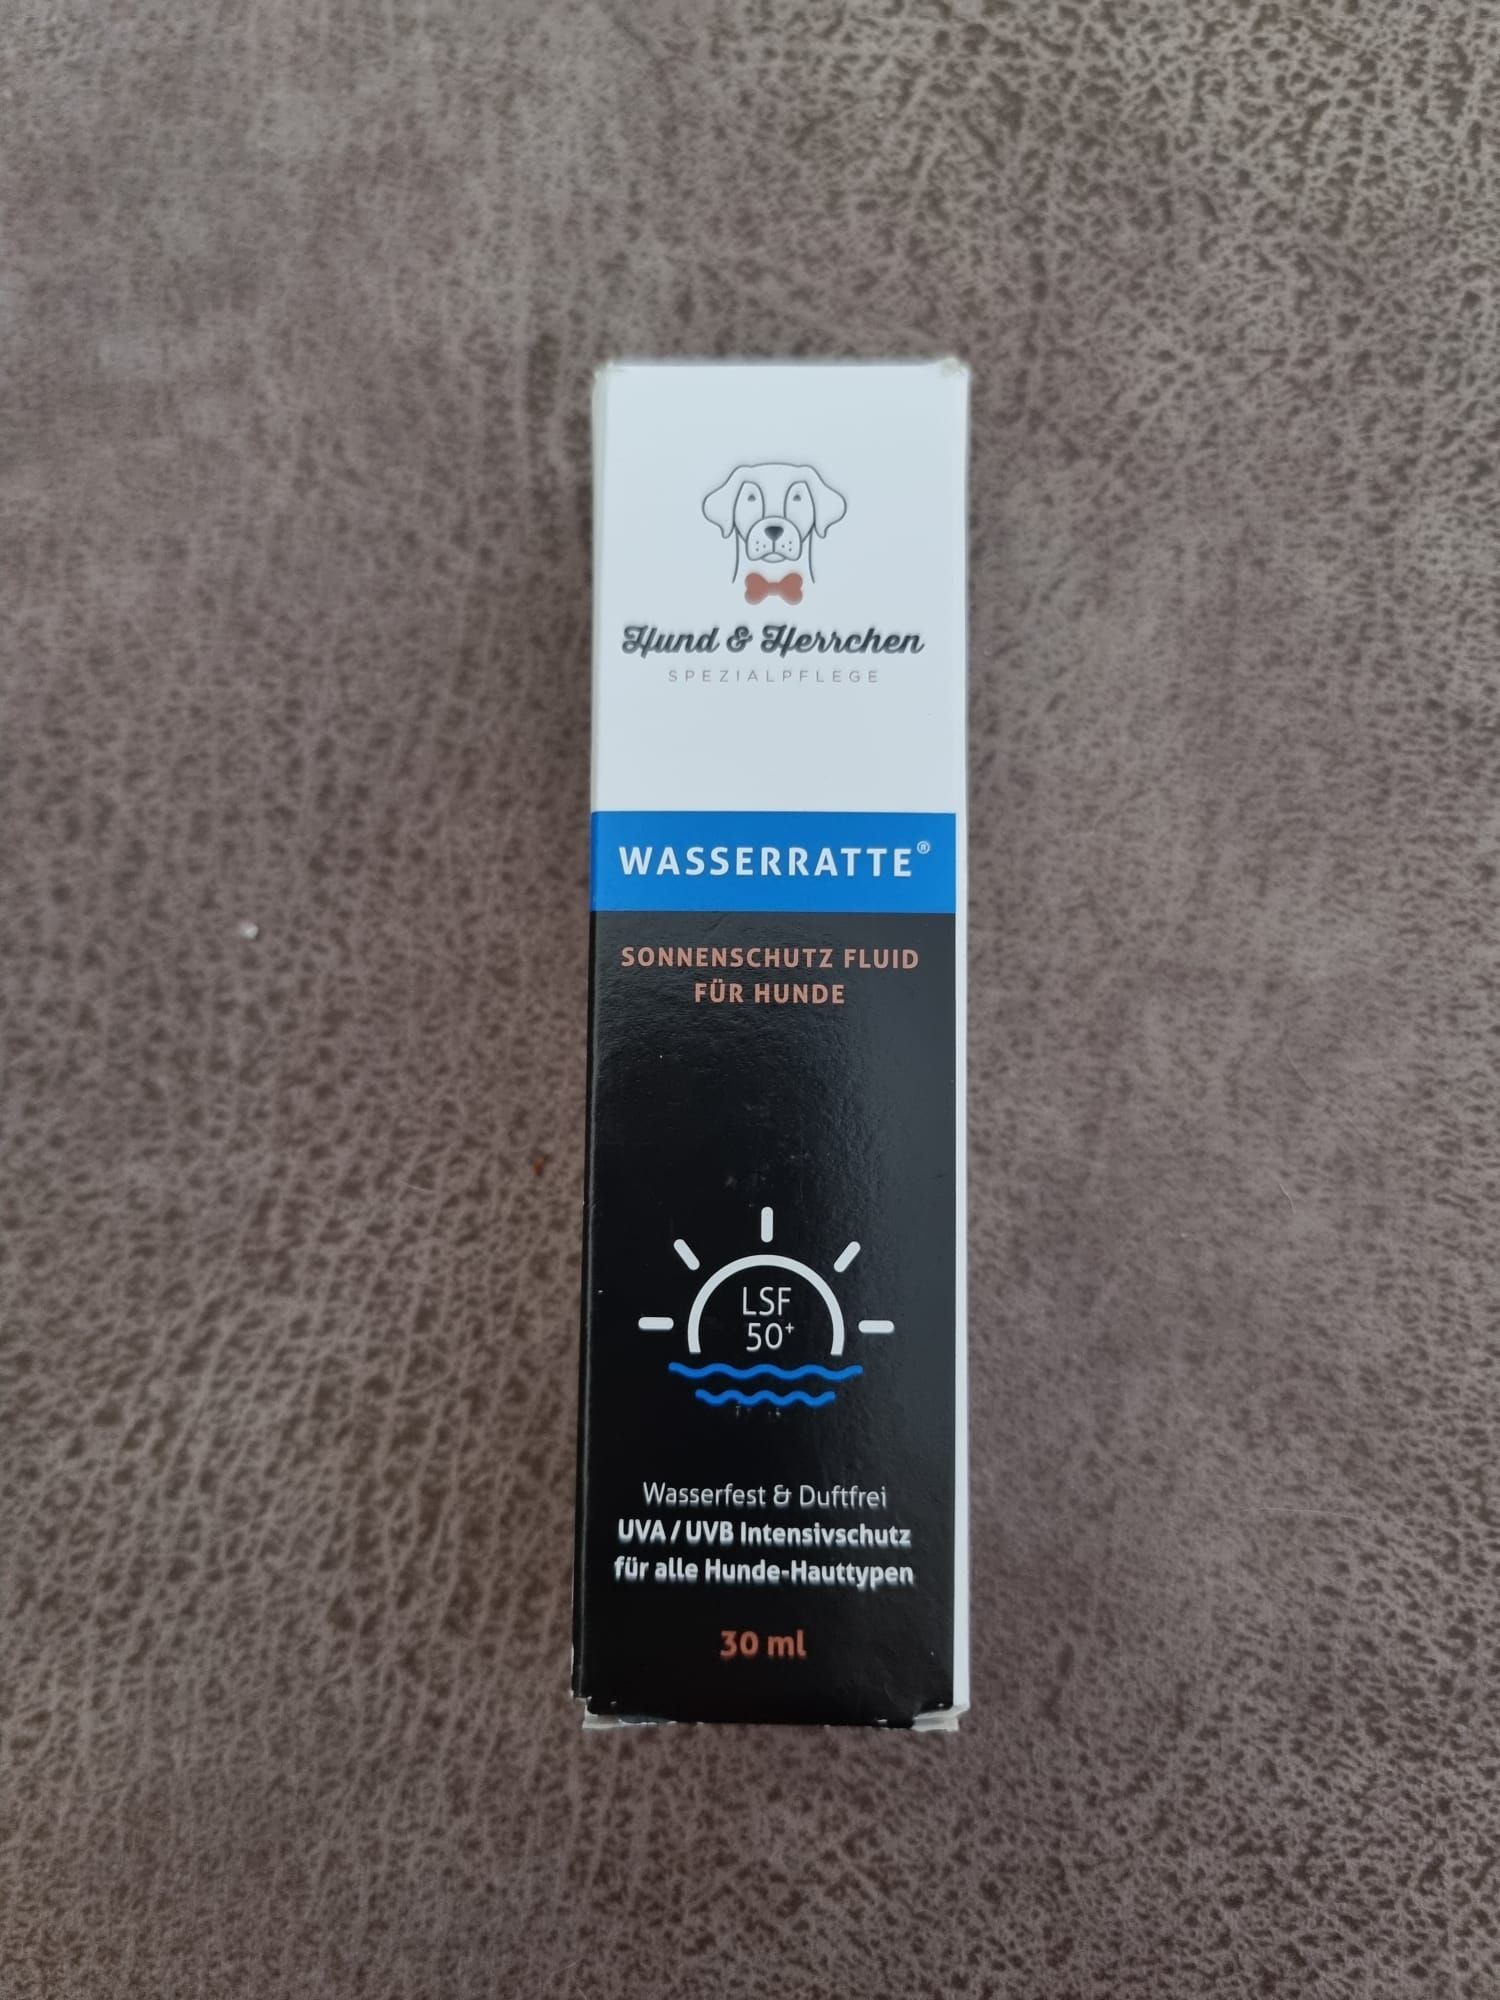 Hund & Herrchen
SPEZIALPFLEGE
WASSERRATTE®
SONNENSCHUTZ FLUID
FÜR HUNDE
LSF
50+
Wasserfest & Duftfrei
UVA / UVB Intensivschutz
für alle Hunde-Hauttypen
30 ml